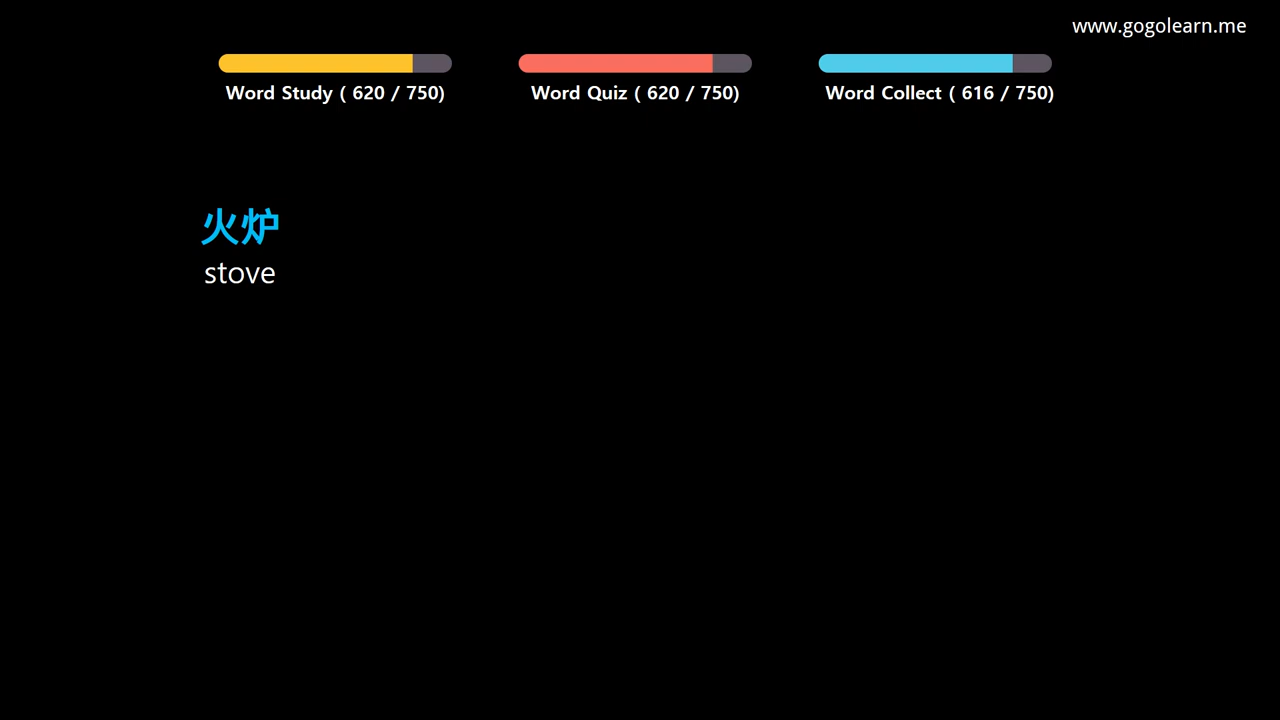 www.gogolearn.me
Word Study ( 620 / 750)
Word Quiz ( 620 / 750)
Word Collect ( 616 / 750)
火炉
stove